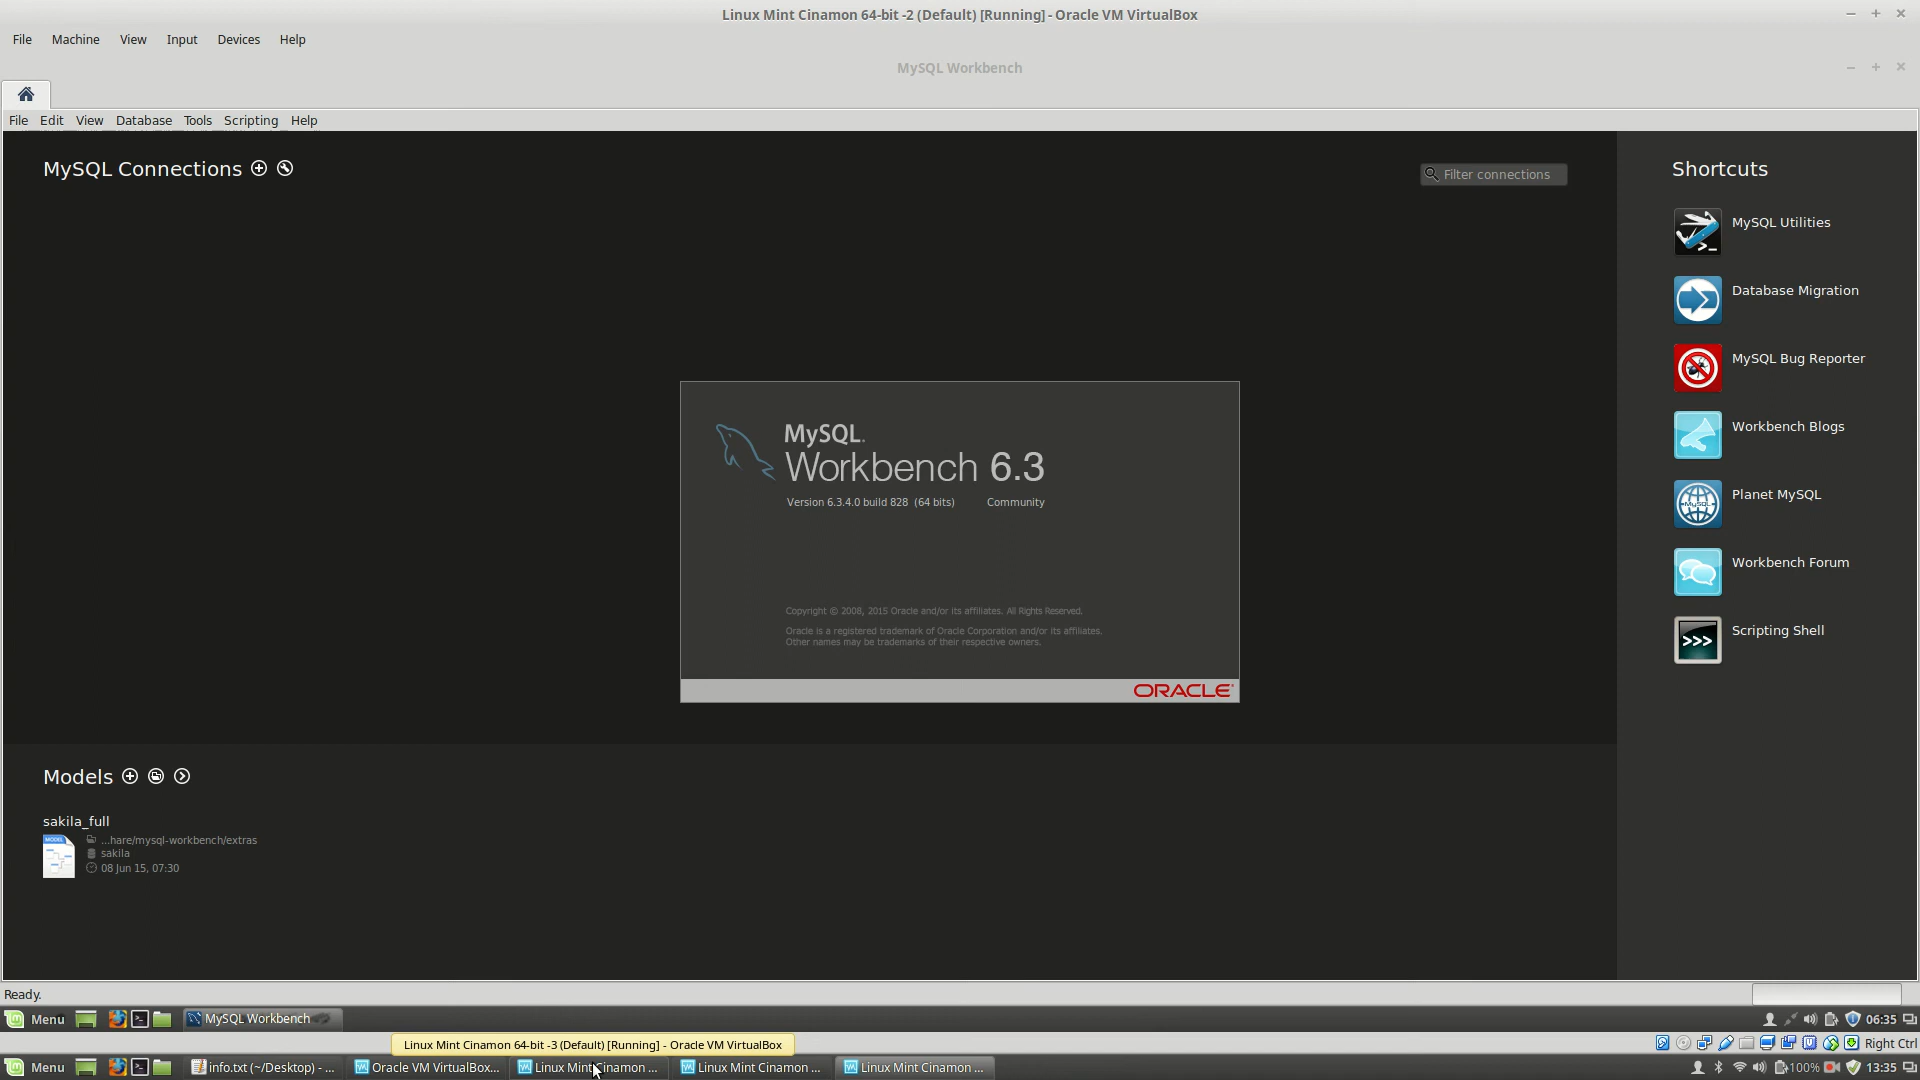 Linux Mint Cinamon 64-bit -2 (Default) [Running] - Oracle VM VirtualBox
File Machine View Input Devices Help
MySQL Workbench
File Edit View Database Tools Scripting Help
MySQL Connections
Filter connections
Shortcuts
MySQL Utilities
Database Migration
MySQL Bug Reporter
Workbench Blogs
Planet MySQL
Workbench Forum
Scripting Shell
MySQL.
Workbench 6.3
Version 6.3.4.0 build 828 (64 bits) Community
Copyright © 2008, 2015 Oracle and/or its affiliates. All Rights Reserved.
Oracle is a registered trademark of Oracle Corporation and/or its affiliates.
Other names may be trademarks of their respective owners.
ORACLE
Models
sakila_full
MODEL
...hare/mysql-workbench/extras
sakila
08 Jun 15, 07:30
Ready.
Menu MySQL Workbench 06:35
Linux Mint Cinamon 64-bit -3 (Default) [Running] - Oracle VM VirtualBox
Right Ctrl
Menu info.txt (~/Desktop) - ... Oracle VM VirtualBox... Linux Mint Cinamon ... Linux Mint Cinamon ... Linux Mint Cinamon ... 100% 13:35